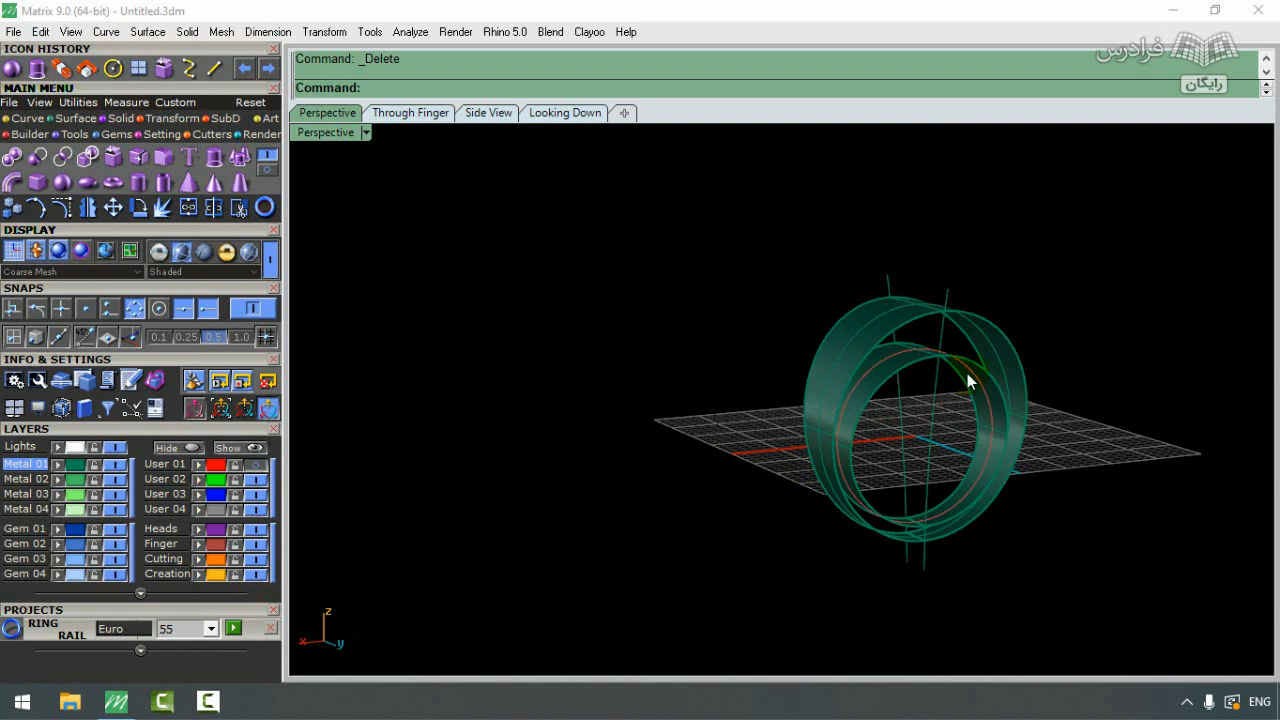 Matrix 9.0 (64-bit) - Untitled.3dm
File Edit View Curve Surface Solid Mesh Dimension Transform Tools Analyze Render Rhino 5.0 Blend Clayoo Help
ICON HISTORY
Command: _Delete
Command:
فرادرس
رایگان
MAIN MENU
File View Utilities Measure Custom Reset
Curve Surface Solid Transform SubD Art
Builder Tools Gems Setting Cutters Render
Perspective Through Finger Side View Looking Down
Perspective
DISPLAY
Coarse Mesh Shaded
SNAPS
0.1 0.25 0.5 1.0
INFO & SETTINGS
LAYERS
Lights Hide Show
Metal 01 User 01
Metal 02 User 02
Metal 03 User 03
Metal 04 User 04
Gem 01 Heads
Gem 02 Finger
Gem 03 Cutting
Gem 04 Creation
PROJECTS
RING RAIL Euro 55
z
x y
ENG